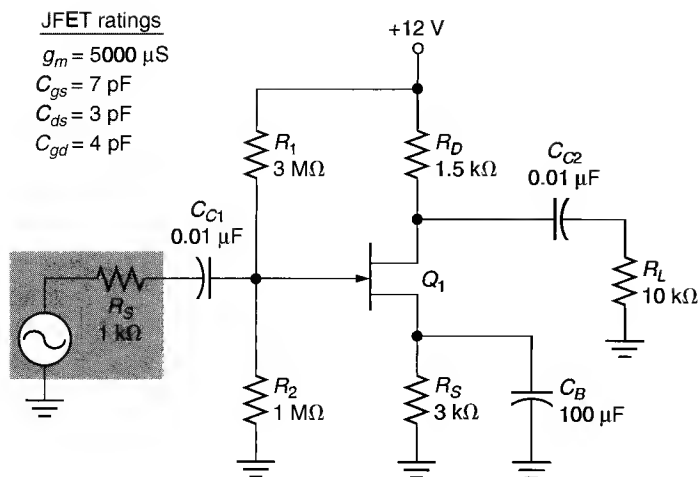 JFET ratings
g_m = 5000 µS
C_gs = 7 pF
C_ds = 3 pF
C_gd = 4 pF
+12 V
R_1
3 MΩ
R_D
1.5 kΩ
C_C2
0.01 µF
C_C1
0.01 µF
R_S
1 kΩ
Q_1
R_L
10 kΩ
R_2
1 MΩ
R_S
3 kΩ
C_B
100 µF